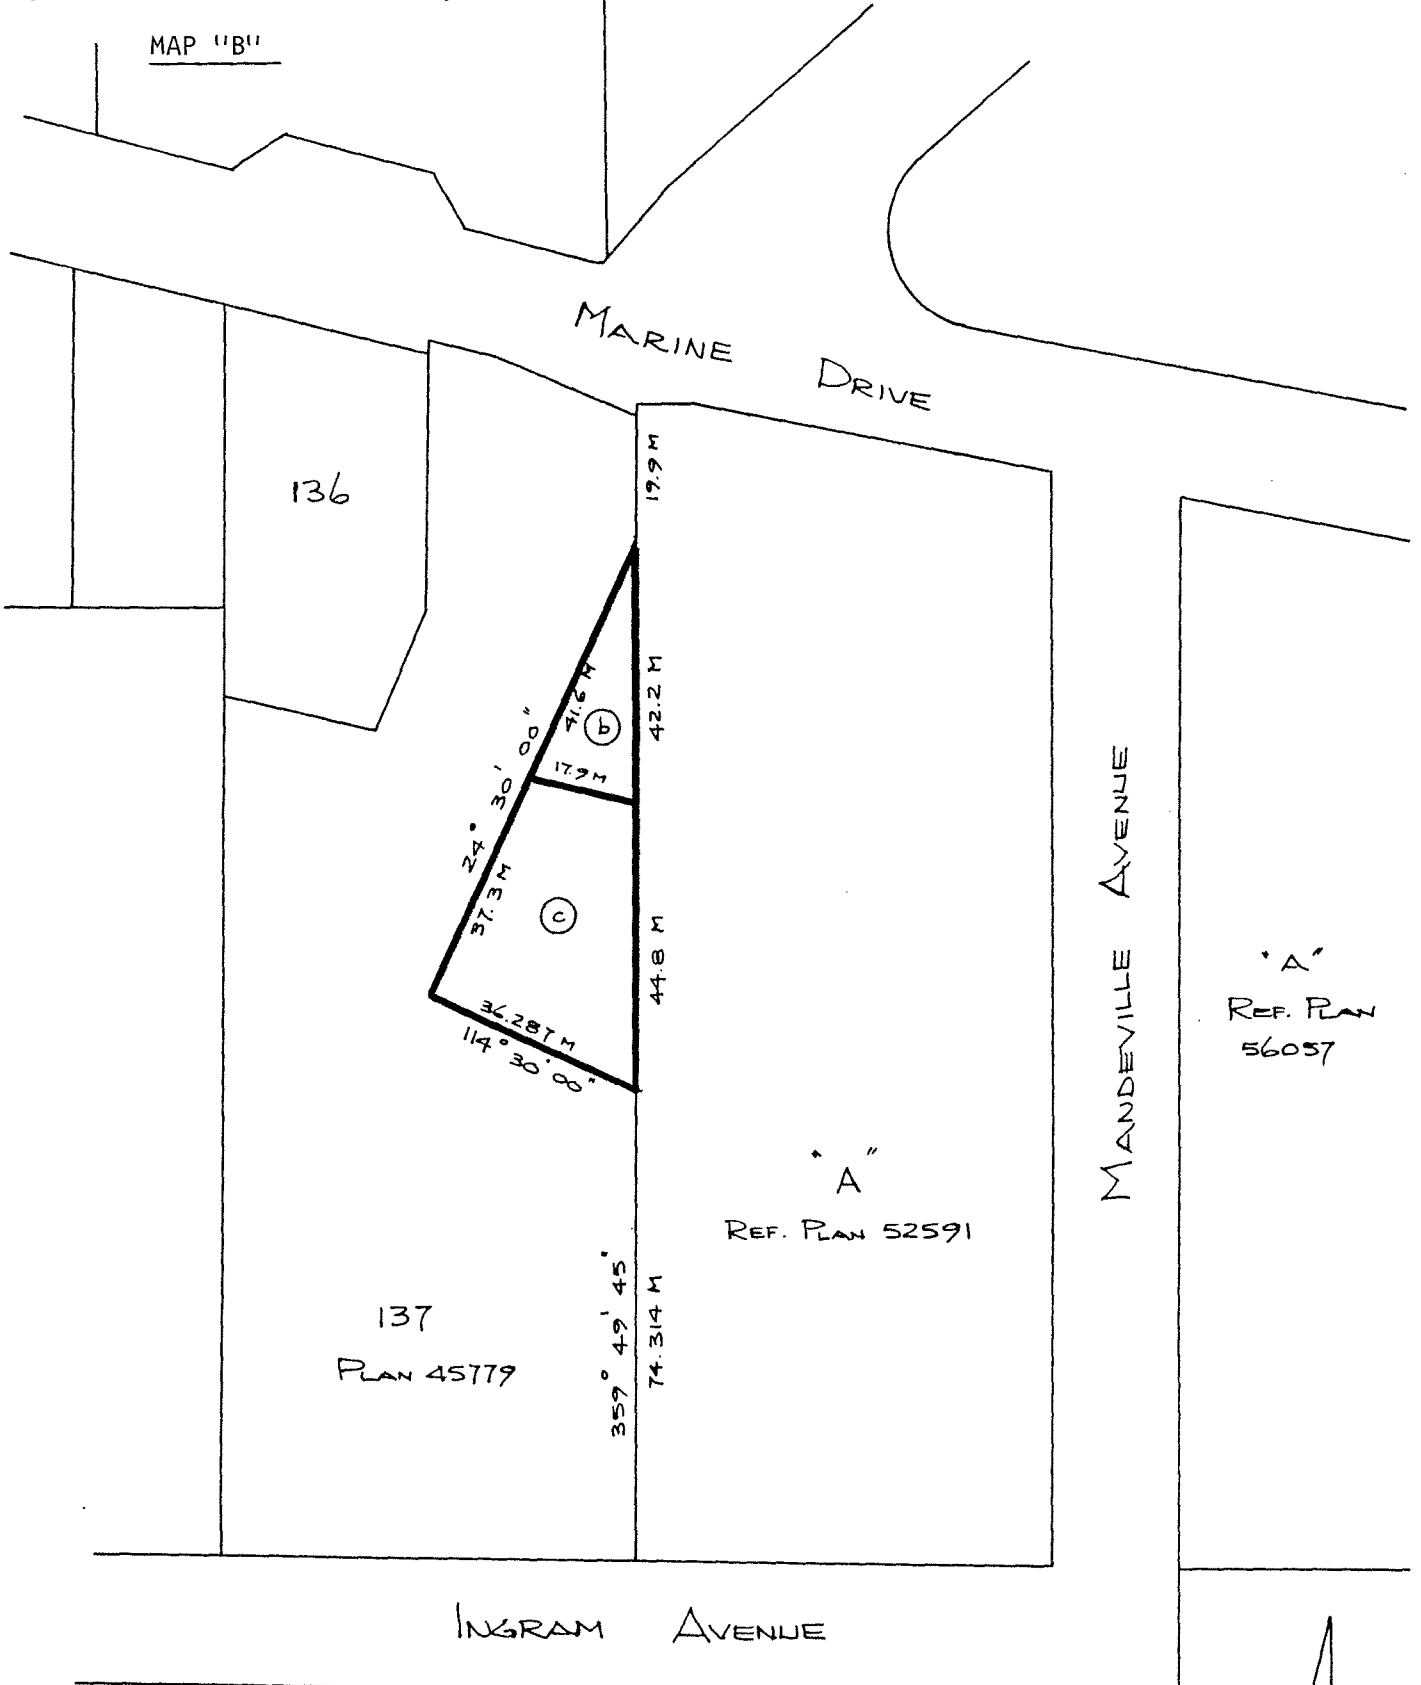 MAP "B"
MARINE DRIVE
19.9 M
136
41.6 M
42.2 M
b
17.9 M
24° 30' 00"
37.3 M
c
44.8 M
36.287 M
114° 30' 00"
MANDEVILLE AVENUE
"A"
REF. PLAN
56057
"A"
REF. PLAN 52591
359° 49' 45"
74.314 M
137
PLAN 45779
INGRAM AVENUE